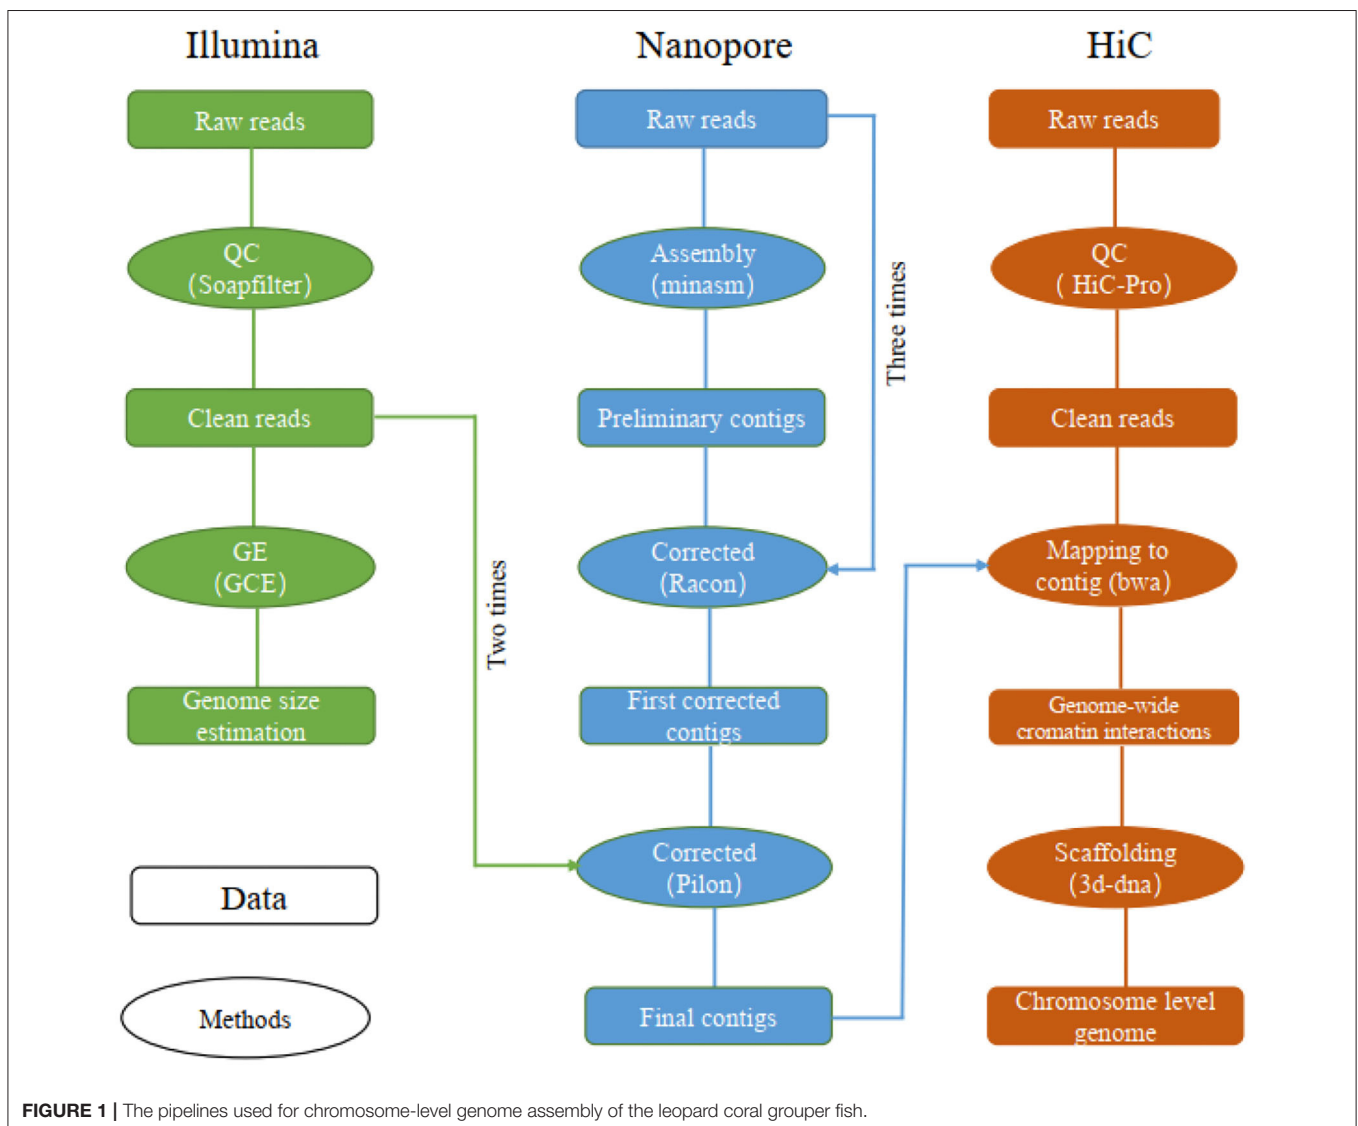 Illumina
Raw reads
QC
(Soapfilter)
Clean reads
GE
(GCE)
Genome size
estimation
Two times
Data
Methods
Nanopore
Raw reads
Assembly
(minasm)
Preliminary contigs
Corrected
(Racon)
First corrected
contigs
Corrected
(Pilon)
Final contigs
Three times
HiC
Raw reads
QC
( HiC-Pro)
Clean reads
Mapping to
contig (bwa)
Genome-wide
cromatin interactions
Scaffolding
(3d-dna)
Chromosome level
genome
FIGURE 1 | The pipelines used for chromosome-level genome assembly of the leopard coral grouper fish.